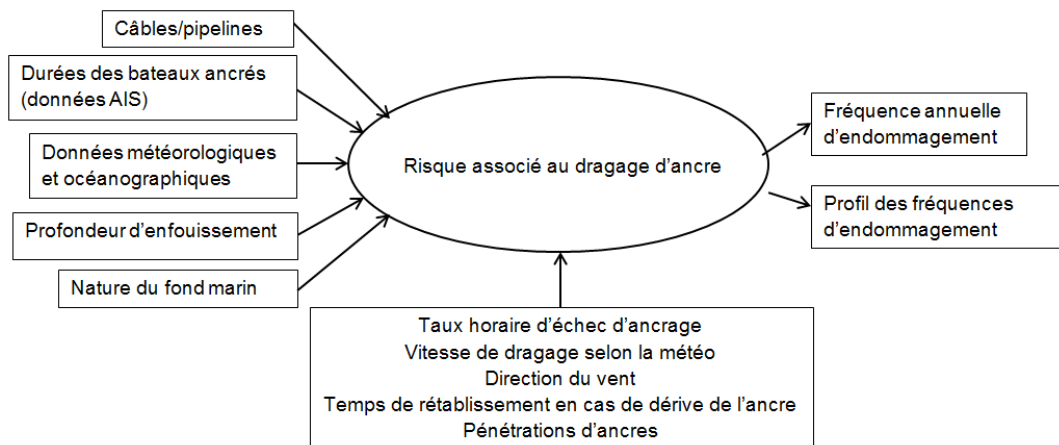 Câbles/pipelines
Durées des bateaux ancrés
(données AIS)
Données météorologiques
et océanographiques
Profondeur d'enfouissement
Nature du fond marin
Risque associé au dragage d'ancre
Fréquence annuelle
d'endommagement
Profil des fréquences
d'endommagement
Taux horaire d'échec d'ancrage
Vitesse de dragage selon la météo
Direction du vent
Temps de rétablissement en cas de dérive de l'ancre
Pénétrations d'ancres